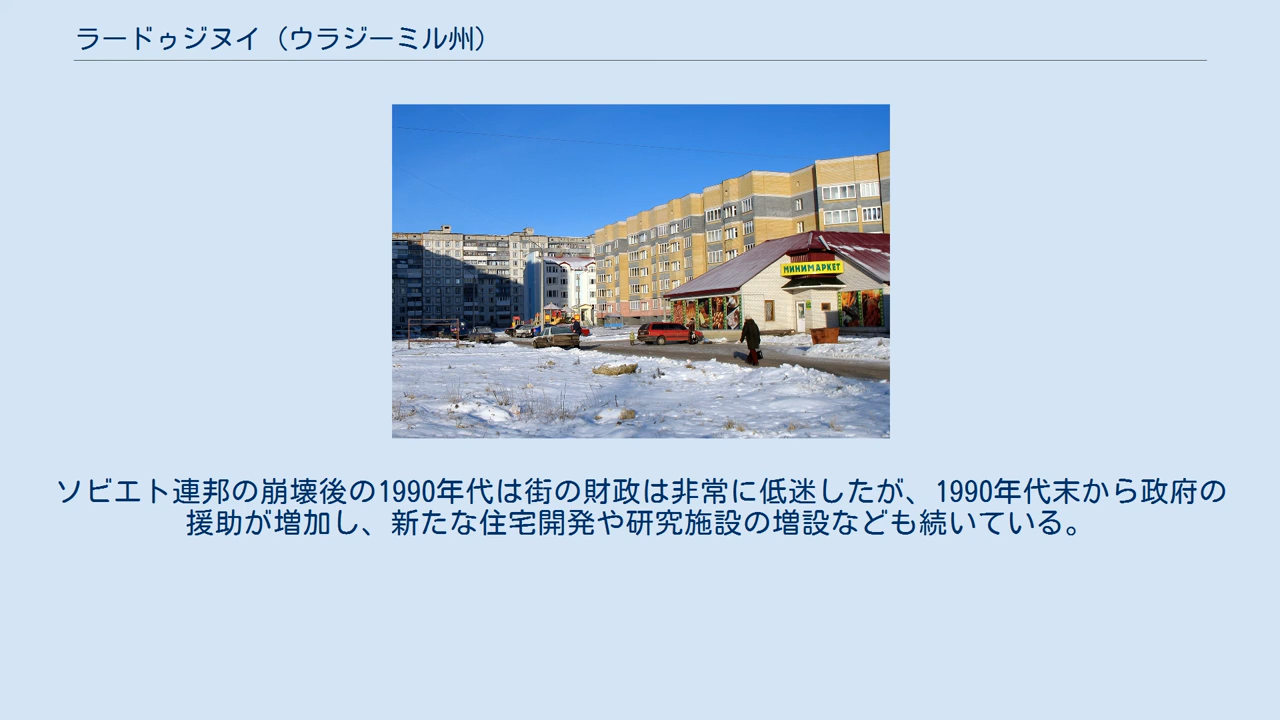 ラードゥジヌイ（ウラジーミル州）
МИНИМАРКЕТ
ソビエト連邦の崩壊後の1990年代は街の財政は非常に低迷したが、1990年代末から政府の
援助が増加し、新たな住宅開発や研究施設の増設なども続いている。